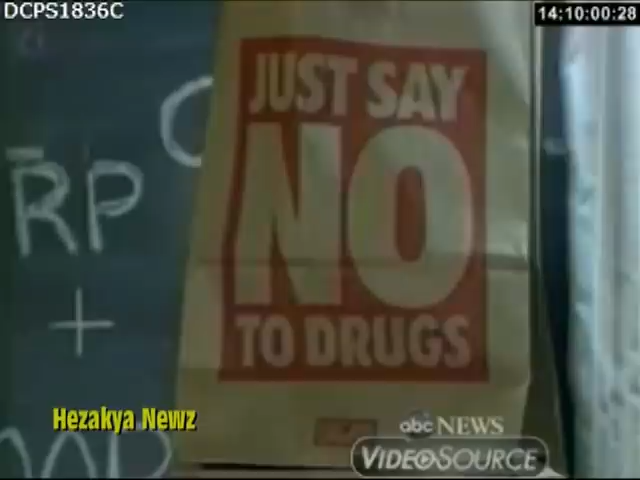 DCPS1836C
14:10:00:28
JUST SAY
NO
TO DRUGS
RP
+
Hezakya Newz
abc NEWS
VIDEOSOURCE